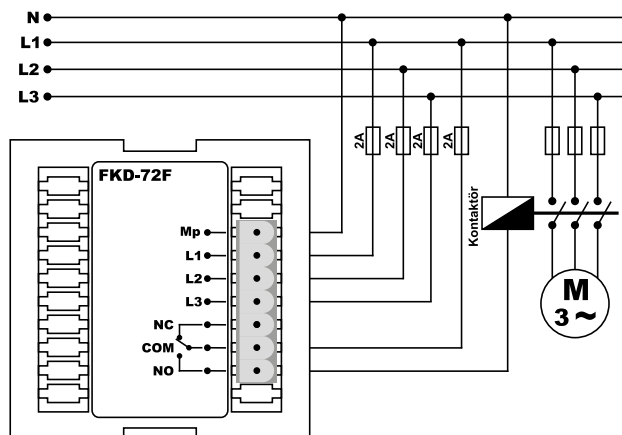 N
L1
L2
L3
2A
2A
2A
2A
FKD-72F
Mp
L1
L2
L3
NC
COM
NO
Kontaktör
M
3 ~